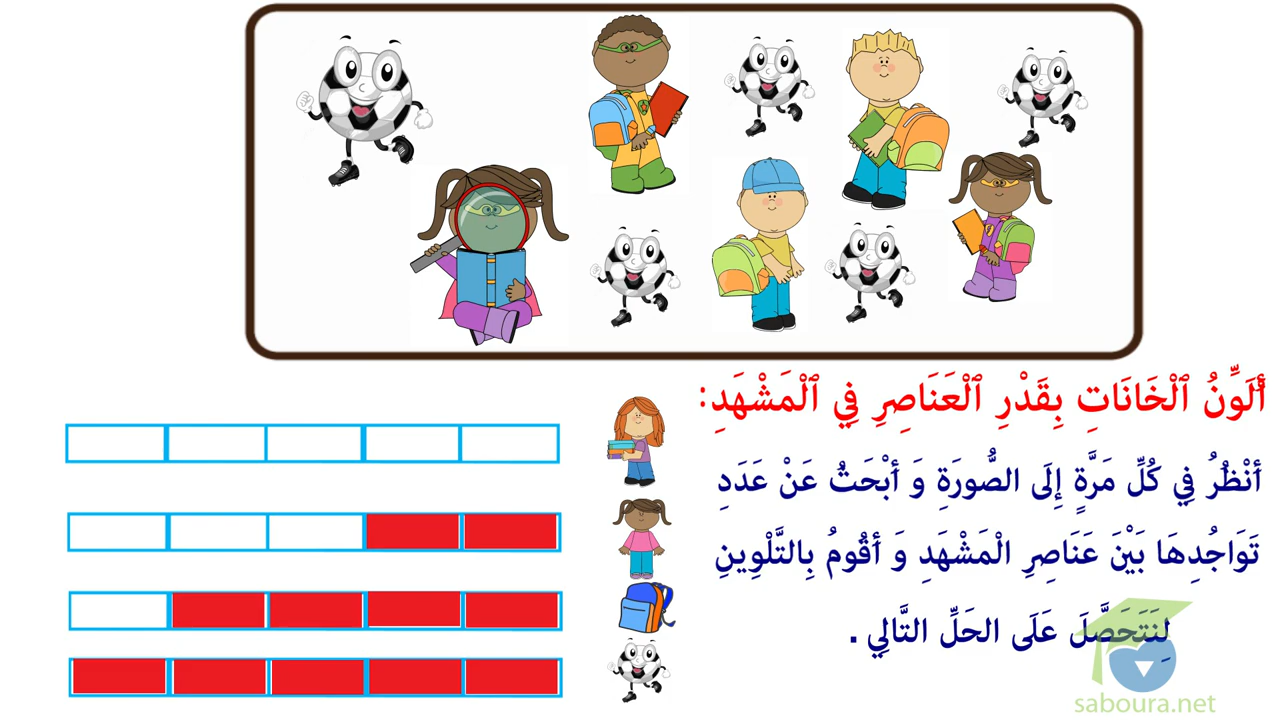 أُلَوِّنُ ٱلْخَانَاتِ بِقَدْرِ ٱلْعَنَاصِرِ فِي ٱلْمَشْهَدِ:
أَنْظُرُ فِي كُلِّ مَرَّةٍ إِلَى الصُّورَةِ وَ أَبْحَثُ عَنْ عَدَدِ
تَوَاجُدِهَا بَيْنَ عَنَاصِرِ الْمَشْهَدِ وَ أَقُومُ بِالتَّلْوِينِ
لِنَتَحَصَّلَ عَلَى الحَلِّ التَّالِي .
saboura.net